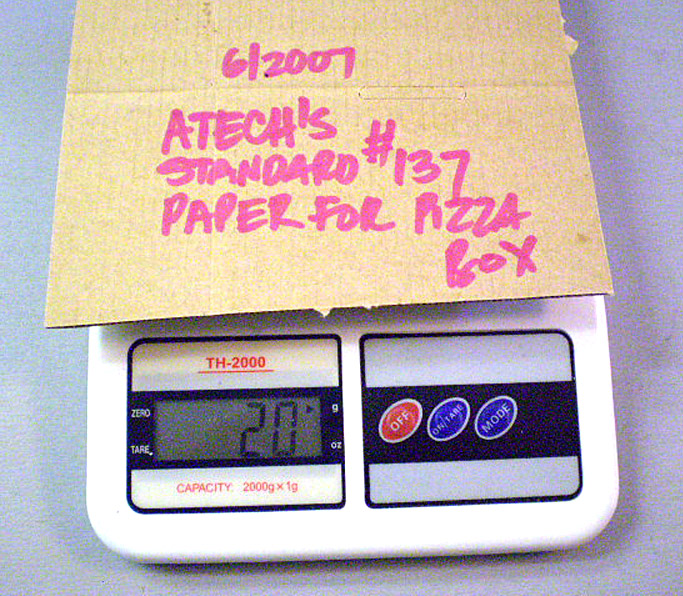 6/2007
ATECH'S
STANDARD #137
PAPER FOR PIZZA
BOX
TH-2000
ZERO
TARE
20
g
oz
CAPACITY: 2000g x 1g
OFF
ON/TARE
MODE